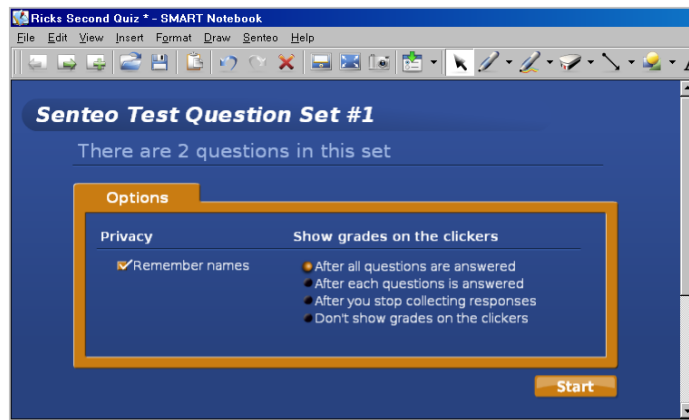 Ricks Second Quiz * - SMART Notebook
File Edit View Insert Format Draw Senteo Help
Senteo Test Question Set #1
There are 2 questions in this set
Options
Privacy
Remember names
Show grades on the clickers
After all questions are answered
After each questions is answered
After you stop collecting responses
Don't show grades on the clickers
Start